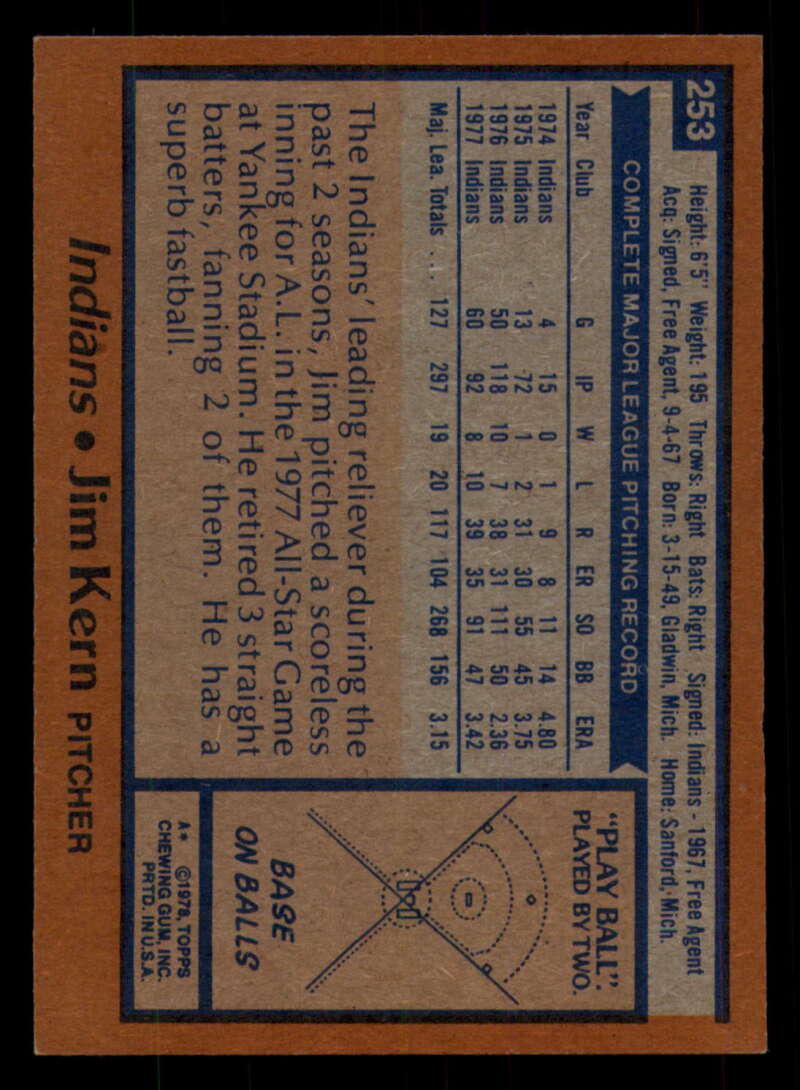 253
Height: 6'5" Weight: 195 Throws: Right Bats: Right Signed: Indians - 1967, Free Agent
Acq: Signed, Free Agent, 9-4-67 Born: 3-15-49, Gladwin, Mich. Home: Sanford, Mich.
COMPLETE MAJOR LEAGUE PITCHING RECORD
Year Club G IP W L R ER SO BB ERA
1974 Indians 4 15 0 1 9 8 11 14 4.80
1975 Indians 13 72 1 2 31 30 55 45 3.75
1976 Indians 50 118 10 7 38 31 111 50 2.36
1977 Indians 60 92 8 10 39 35 91 47 3.42
Maj. Lea. Totals ... 127 297 19 20 117 104 268 156 3.15
The Indians' leading reliever during the
past 2 seasons, Jim pitched a scoreless
inning for A.L. in the 1977 All-Star Game
at Yankee Stadium. He retired 3 straight
batters, fanning 2 of them. He has a
superb fastball.
"PLAY BALL".
PLAYED BY TWO.
BASE
ON BALLS
A* ©1978, TOPPS
CHEWING GUM, INC.
PRTD. IN U.S.A.
Indians • Jim Kern PITCHER